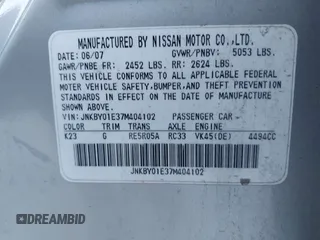 MANUFACTURED BY NISSAN MOTOR CO.,LTD.
DATE: 06/07 GVWR/PNBV: 5053 LBS.
GAWR/PNBE FR: 2452 LBS. RR: 2624 LBS.
THIS VEHICLE CONFORMS TO ALL APPLICABLE FEDERAL
MOTOR VEHICLE SAFETY,BUMPER,AND THEFT PREVENTION
STANDARDS IN EFFECT ON THE DATE OF
MANUFACTURE SHOWN ABOVE.
VIN: JNKBY01E37M404102 PASSENGER CAR
COLOR TRIM TRANS AXLE ENGINE
K23 G RE5R05A RC33 VK45(DE) 4494CC
JNKBY01E37M404102